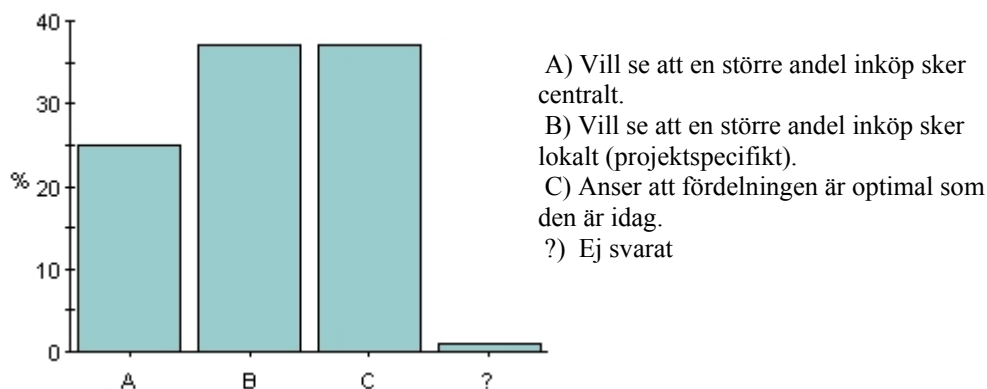 40
30
%
20
10
0
A
B
C
?
A) Vill se att en större andel inköp sker
centralt.
B) Vill se att en större andel inköp sker
lokalt (projektspecifikt).
C) Anser att fördelningen är optimal som
den är idag.
?)  Ej svarat